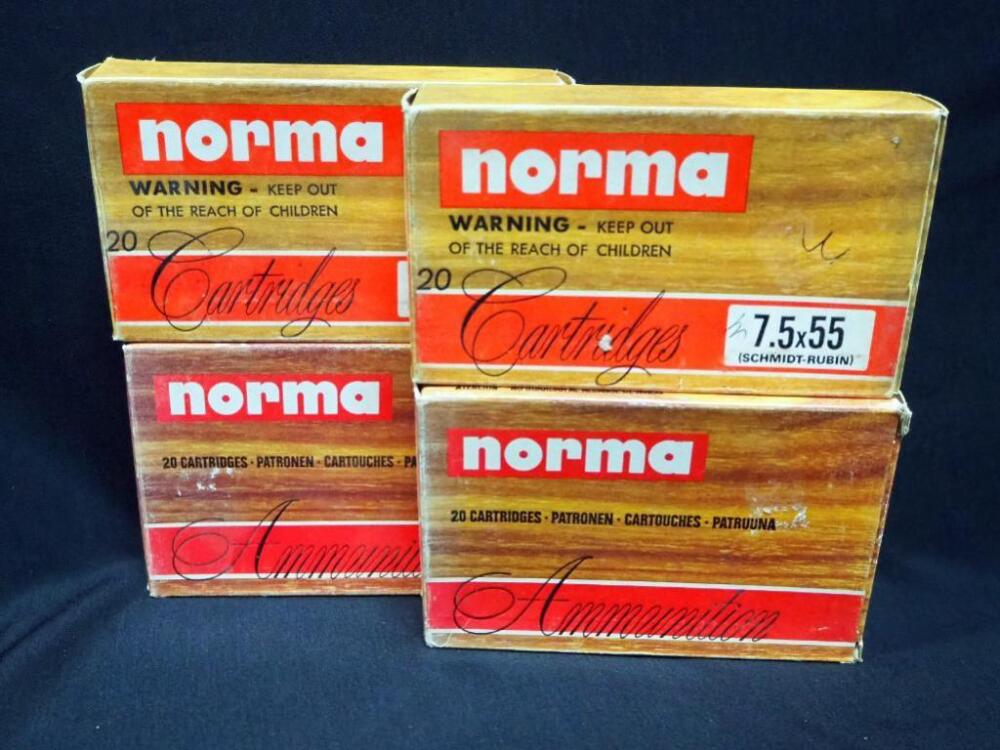 norma
WARNING - KEEP OUT
OF THE REACH OF CHILDREN
20
Cartridges
norma
WARNING - KEEP OUT
OF THE REACH OF CHILDREN
20
Cartridges
7.5x55
(SCHMIDT-RUBIN)
norma
20 CARTRIDGES · PATRONEN · CARTOUCHES · PA
Ammuniti
norma
20 CARTRIDGES · PATRONEN · CARTOUCHES · PATRUUNA
Ammunition